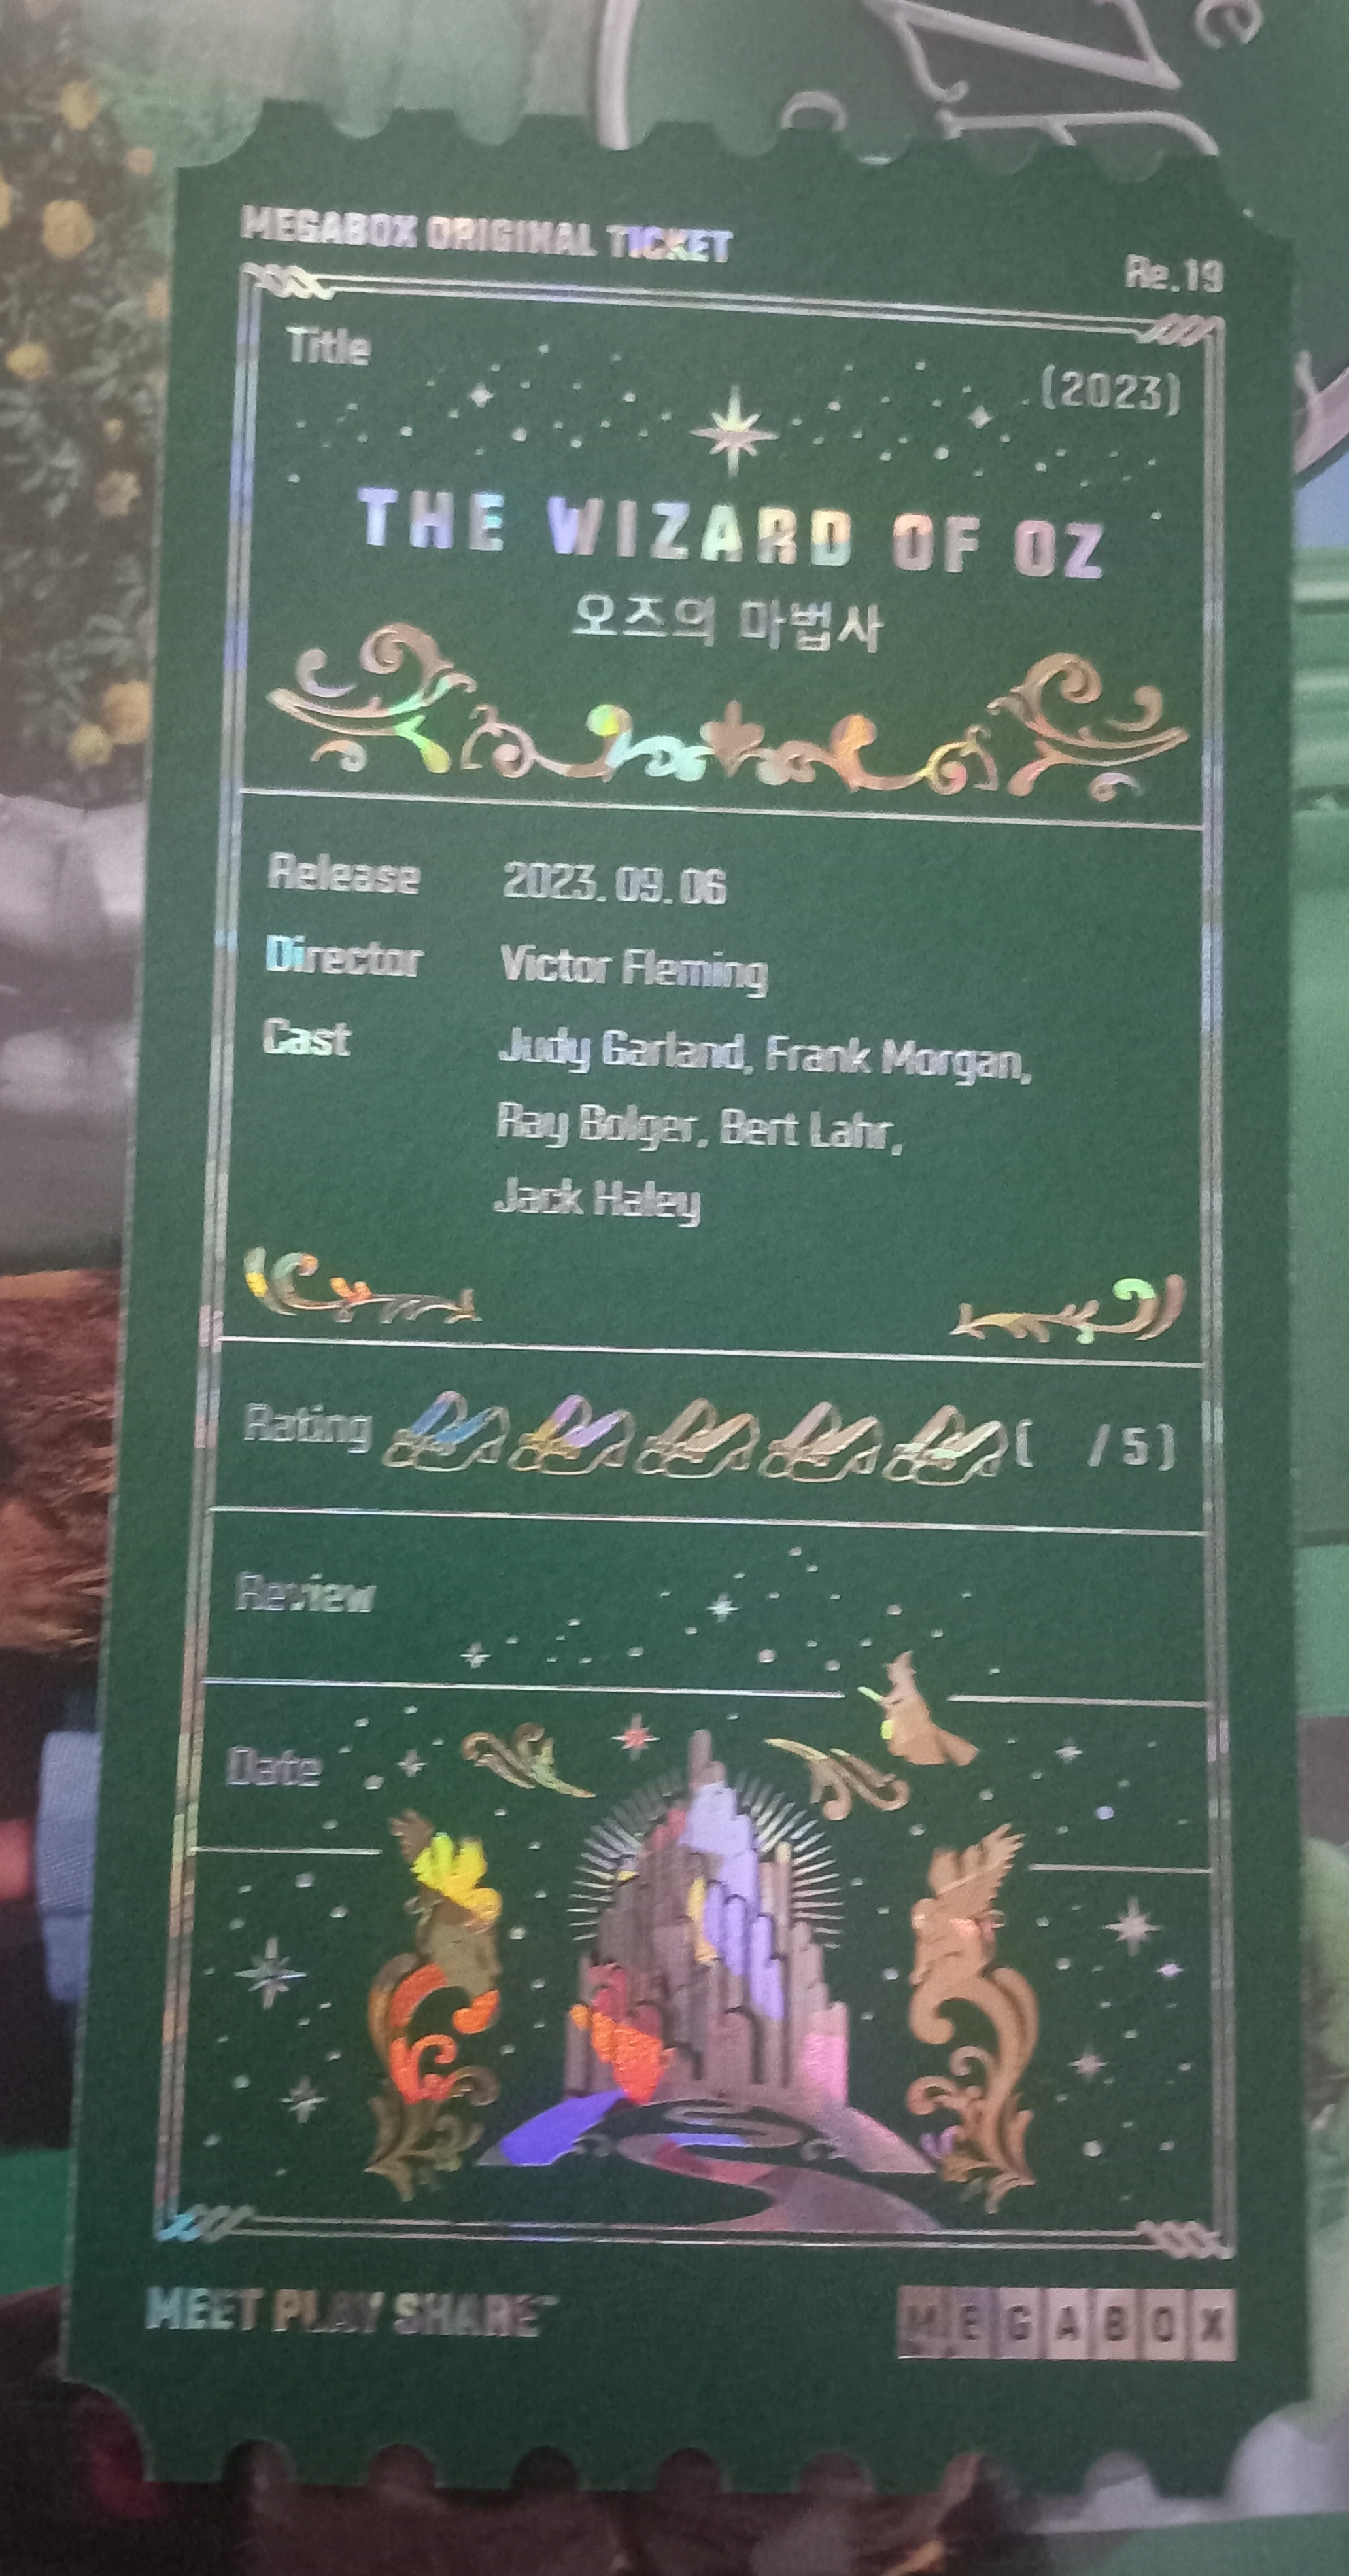 MEGABOX ORIGINAL TICKET
Re.19
Title
(2023)
THE WIZARD OF OZ
오즈의 마법사
Release 2023.09.06
Director Victor Fleming
Cast Judy Garland, Frank Morgan,
Ray Bolger, Bert Lahr,
Jack Haley
Rating ( /5)
Review
Date
MEET PLAY SHARE
MEGABOX